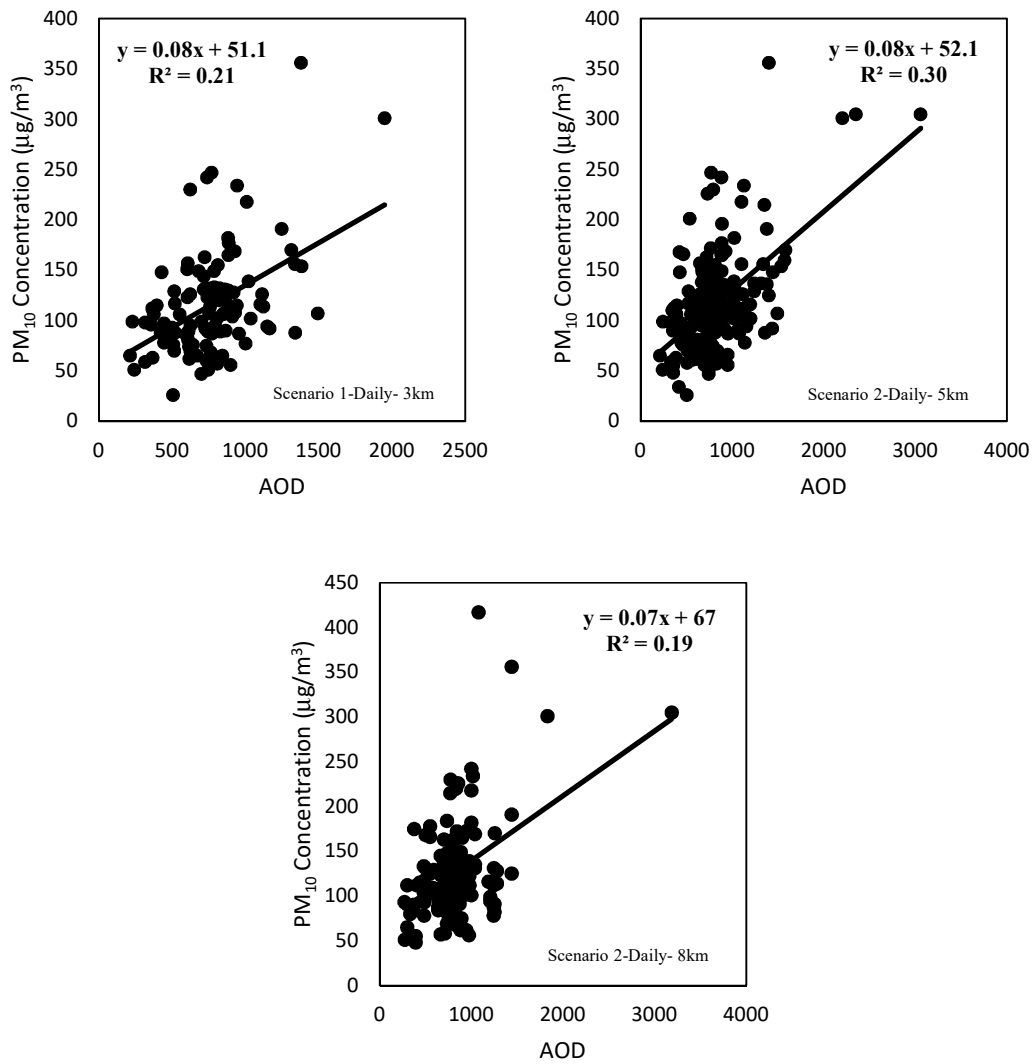 400
350
300
250
200
150
100
50
0
PM₁₀ Concentration (µg/m³)
y = 0.08x + 51.1
R² = 0.21
Scenario 1-Daily- 3km
0 500 1000 1500 2000 2500
AOD
400
350
300
250
200
150
100
50
0
PM₁₀ Concentration (µg/m³)
y = 0.08x + 52.1
R² = 0.30
Scenario 2-Daily- 5km
0 1000 2000 3000 4000
AOD
450
400
350
300
250
200
150
100
50
0
PM₁₀ Concentration (µg/m³)
y = 0.07x + 67
R² = 0.19
Scenario 2-Daily- 8km
0 1000 2000 3000 4000
AOD